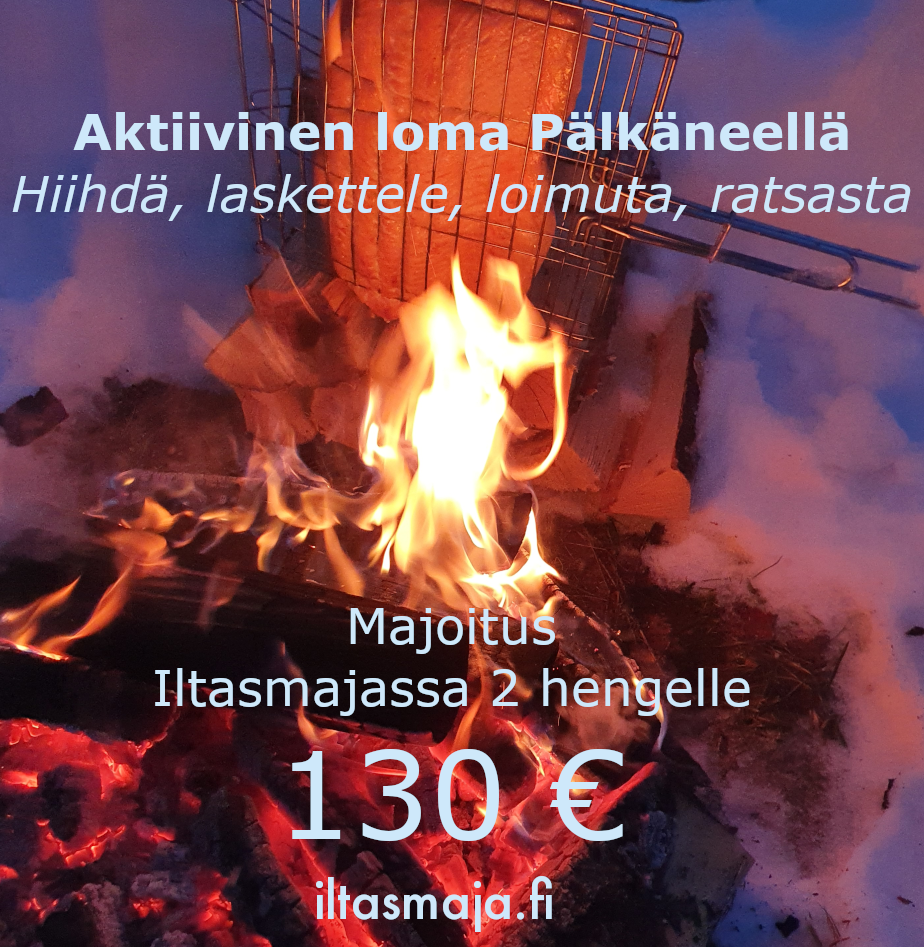 Aktiivinen loma Pälkäneellä
Hiihdä, laskettele, loimuta, ratsasta
Majoitus
Iltasmajassa 2 hengelle
130 €
iltasmaja.fi